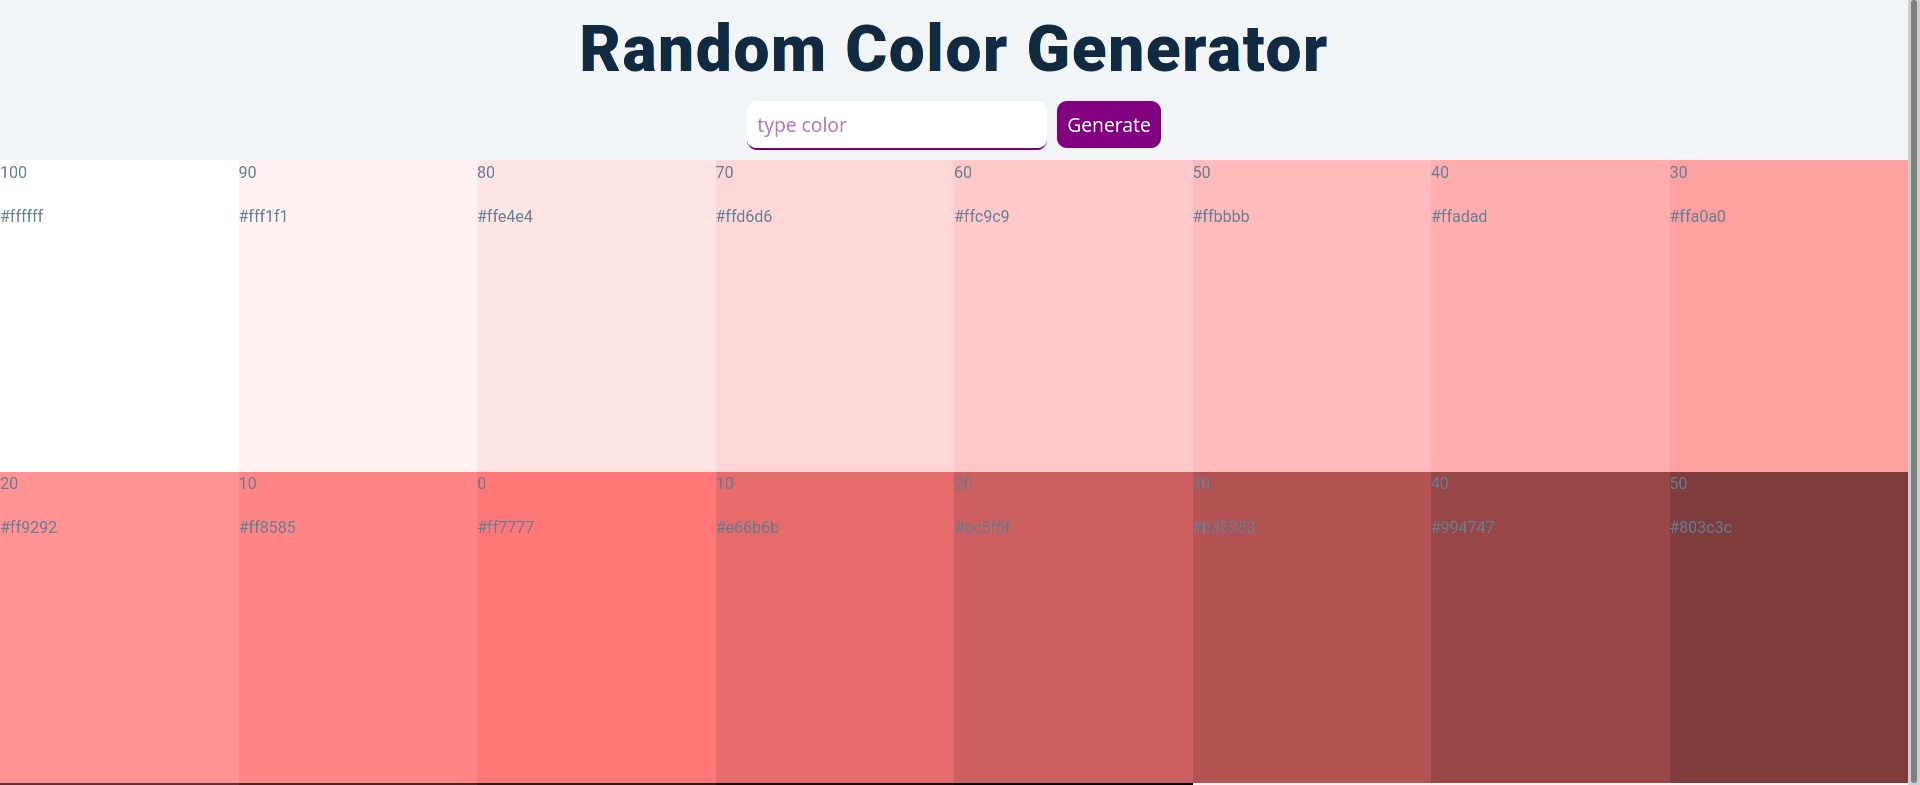 Random Color Generator
type color
Generate
100 90 80 70 60 50 40 30
#ffffff #fff1f1 #ffe4e4 #ffd6d6 #ffc9c9 #ffbbbb #ffadad #ffa0a0
20 10 0 10 20 30 40 50
#ff9292 #ff8585 #ff7777 #e66b6b #cc5f5f #b35353 #994747 #803c3c